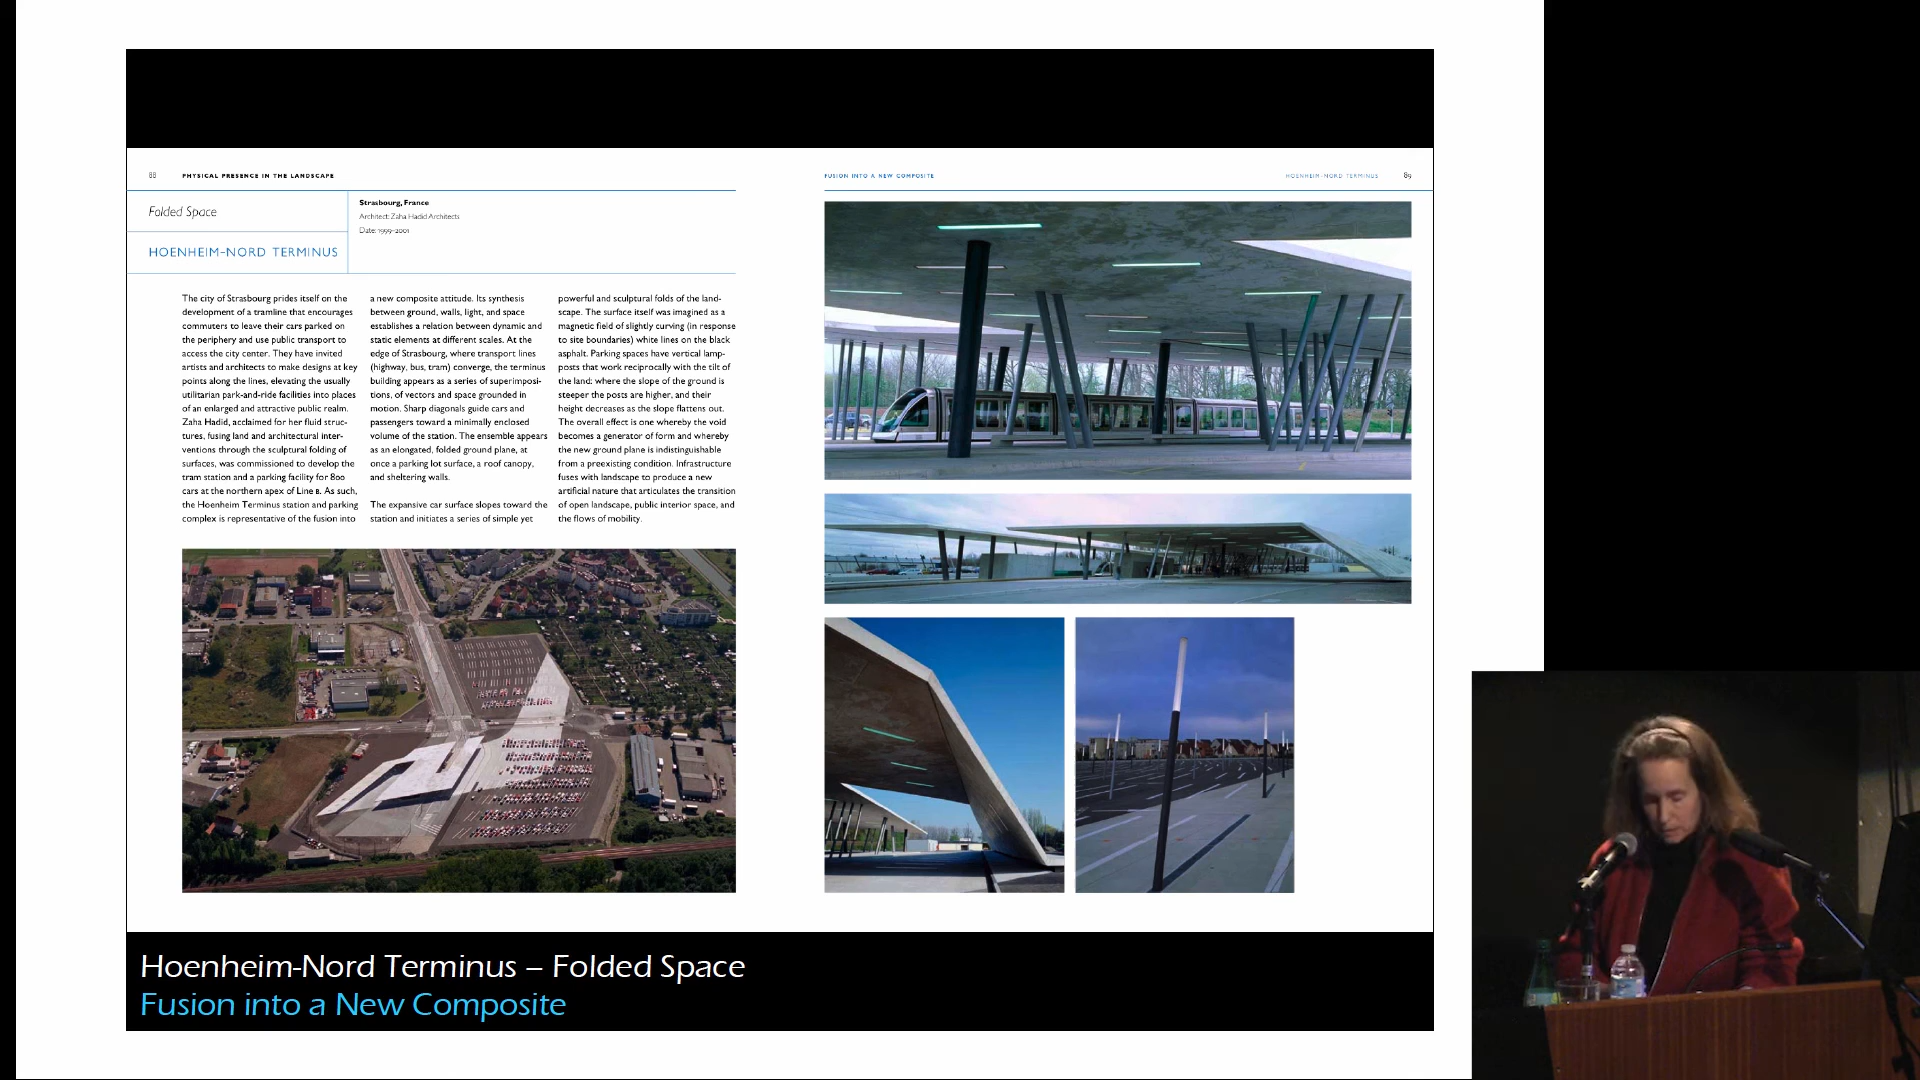 88
PHYSICAL PRESENCE IN THE LANDSCAPE
Folded Space
HOENHEIM-NORD TERMINUS
Strasbourg, France
Architect: Zaha Hadid Architects
Date: 1999–2001
The city of Strasbourg prides itself on the
development of a tramline that encourages
commuters to leave their cars parked on
the periphery and use public transport to
access the city center. They have invited
artists and architects to make designs at key
points along the lines, elevating the usually
utilitarian park-and-ride facilities into places
of an enlarged and attractive public realm.
Zaha Hadid, acclaimed for her fluid struc-
tures, fusing land and architectural inter-
ventions through the sculptural folding of
surfaces, was commissioned to develop the
tram station and a parking facility for 800
cars at the northern apex of Line B. As such,
the Hoenheim Terminus station and parking
complex is representative of the fusion into
a new composite attitude. Its synthesis
between ground, walls, light, and space
establishes a relation between dynamic and
static elements at different scales. At the
edge of Strasbourg, where transport lines
(highway, bus, tram) converge, the terminus
building appears as a series of superimposi-
tions, of vectors and space grounded in
motion. Sharp diagonals guide cars and
passengers toward a minimally enclosed
volume of the station. The ensemble appears
as an elongated, folded ground plane, at
once a parking lot surface, a roof canopy,
and sheltering walls.
The expansive car surface slopes toward the
station and initiates a series of simple yet
powerful and sculptural folds of the land-
scape. The surface itself was imagined as a
magnetic field of slightly curving (in response
to site boundaries) white lines on the black
asphalt. Parking spaces have vertical lamp-
posts that work reciprocally with the tilt of
the land: where the slope of the ground is
steeper the posts are higher, and their
height decreases as the slope flattens out.
The overall effect is one whereby the void
becomes a generator of form and whereby
the new ground plane is indistinguishable
from a preexisting condition. Infrastructure
fuses with landscape to produce a new
artificial nature that articulates the transition
of open landscape, public interior space, and
the flows of mobility.
FUSION INTO A NEW COMPOSITE
HOENHEIM-NORD TERMINUS
89
Hoenheim-Nord Terminus – Folded Space
Fusion into a New Composite